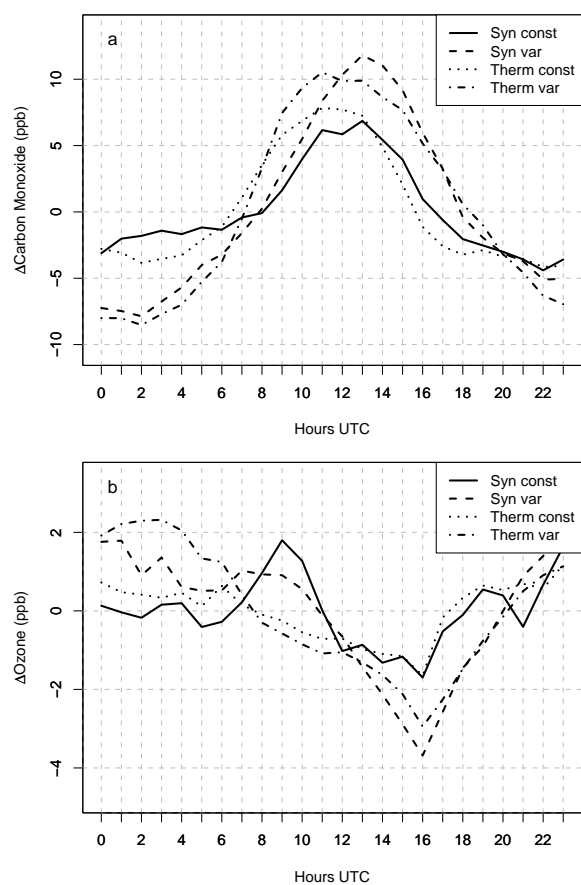 a
Syn const
Syn var
Therm const
Therm var
ΔCarbon Monoxide (ppb)
10
5
0
−5
−10
0 2 4 6 8 10 12 14 16 18 20 22
Hours UTC
b
Syn const
Syn var
Therm const
Therm var
ΔOzone (ppb)
2
0
−2
−4
0 2 4 6 8 10 12 14 16 18 20 22
Hours UTC